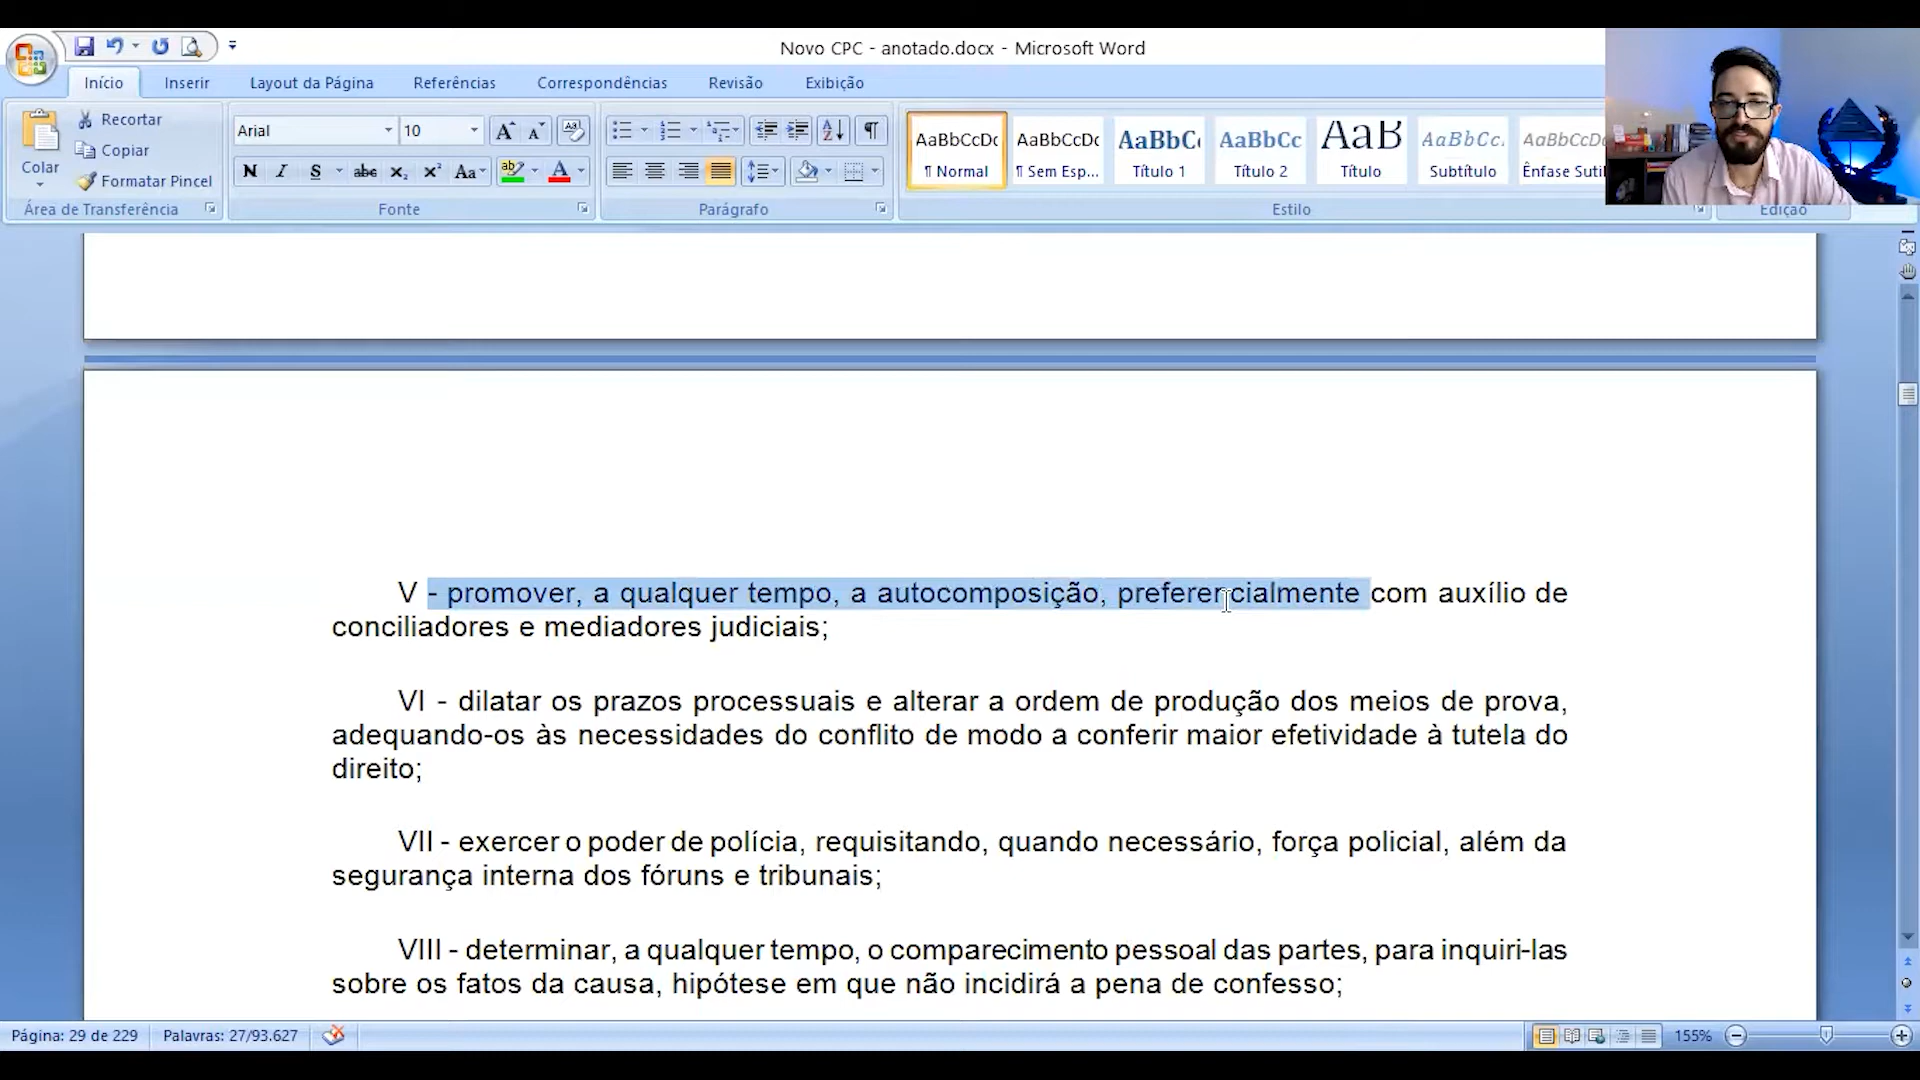 Novo CPC - anotado.docx - Microsoft Word
Início Inserir Layout da Página Referências Correspondências Revisão Exibição
Colar
Recortar
Copiar
Formatar Pincel
Área de Transferência
Arial 10
N I S abc X₂ X² Aa ab A
Fonte
Parágrafo
AaBbCcDc AaBbCcDc AaBbC AaBbCc AaB AaBbCc. AaBbCcDc
¶ Normal ¶ Sem Esp... Título 1 Título 2 Título Subtítulo Ênfase Sutil
Estilo
Edição
V - promover, a qualquer tempo, a autocomposição, preferencialmente com auxílio de
conciliadores e mediadores judiciais;
VI - dilatar os prazos processuais e alterar a ordem de produção dos meios de prova,
adequando-os às necessidades do conflito de modo a conferir maior efetividade à tutela do
direito;
VII - exercer o poder de polícia, requisitando, quando necessário, força policial, além da
segurança interna dos fóruns e tribunais;
VIII - determinar, a qualquer tempo, o comparecimento pessoal das partes, para inquiri-las
sobre os fatos da causa, hipótese em que não incidirá a pena de confesso;
Página: 29 de 229 Palavras: 27/93.627 155%